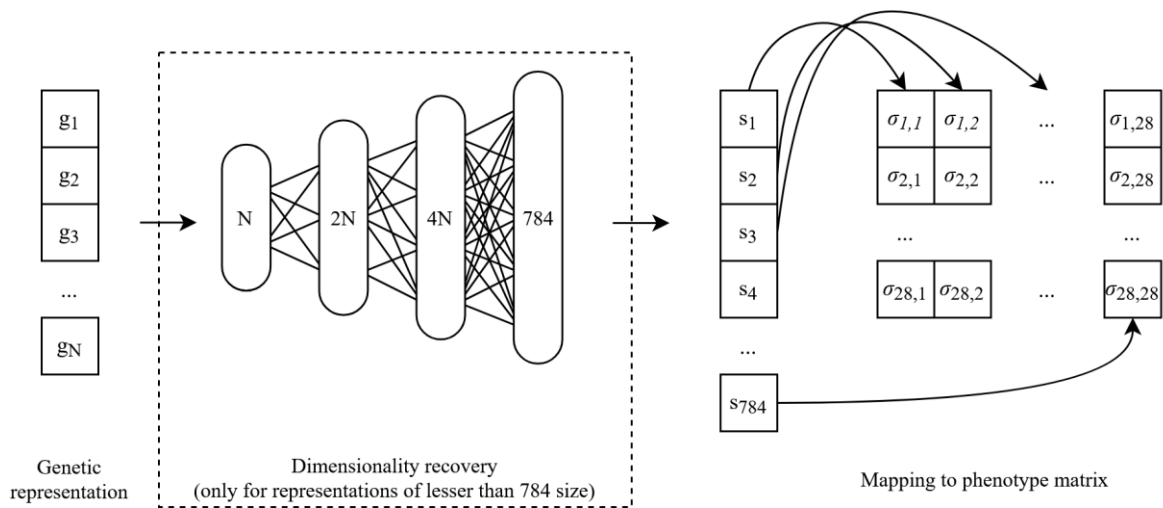 g1
g2
g3
...
gN
Genetic
representation
N
2N
4N
784
Dimensionality recovery
(only for representations of lesser than 784 size)
s1
s2
s3
s4
...
s784
σ1,1 σ1,2 ... σ1,28
σ2,1 σ2,2 σ2,28
... ...
σ28,1 σ28,2 ... σ28,28
Mapping to phenotype matrix